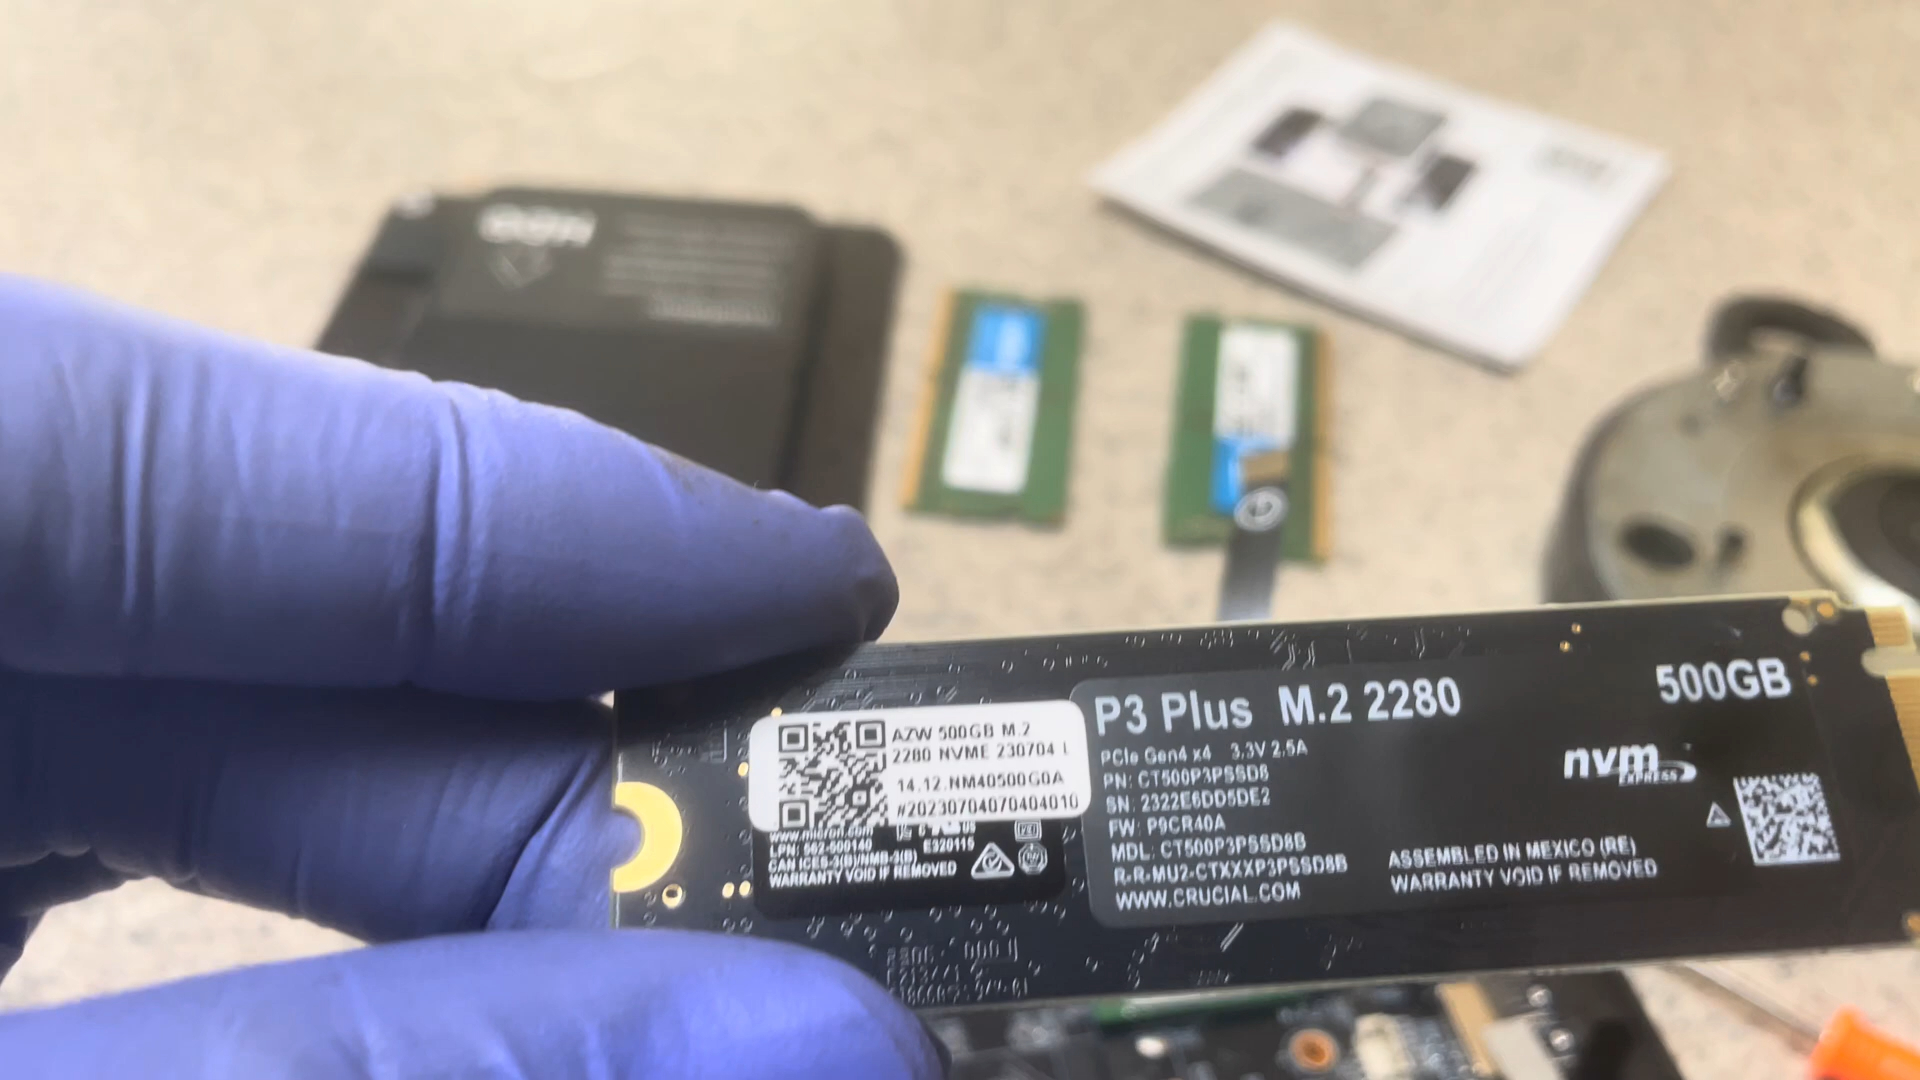 HDD
AZW 500GB M.2
2280 NVME 230704 L
14.12.NM40500G0A
#20230704070404010
www.micron.com
LPN: 562-500140
E320115
CAN ICES-3(B)/NMB-3(B)
WARRANTY VOID IF REMOVED
P3 Plus M.2 2280
500GB
PCIe Gen4 x4 3.3V 2.5A
PN: CT500P3PSSD8
SN: 2322E6DD5DE2
FW: P9CR40A
MDL: CT500P3PSSD8B
R-R-MU2-CTXXXP3PSSD8B
WWW.CRUCIAL.COM
nvm
EXPRESS
ASSEMBLED IN MEXICO (RE)
WARRANTY VOID IF REMOVED